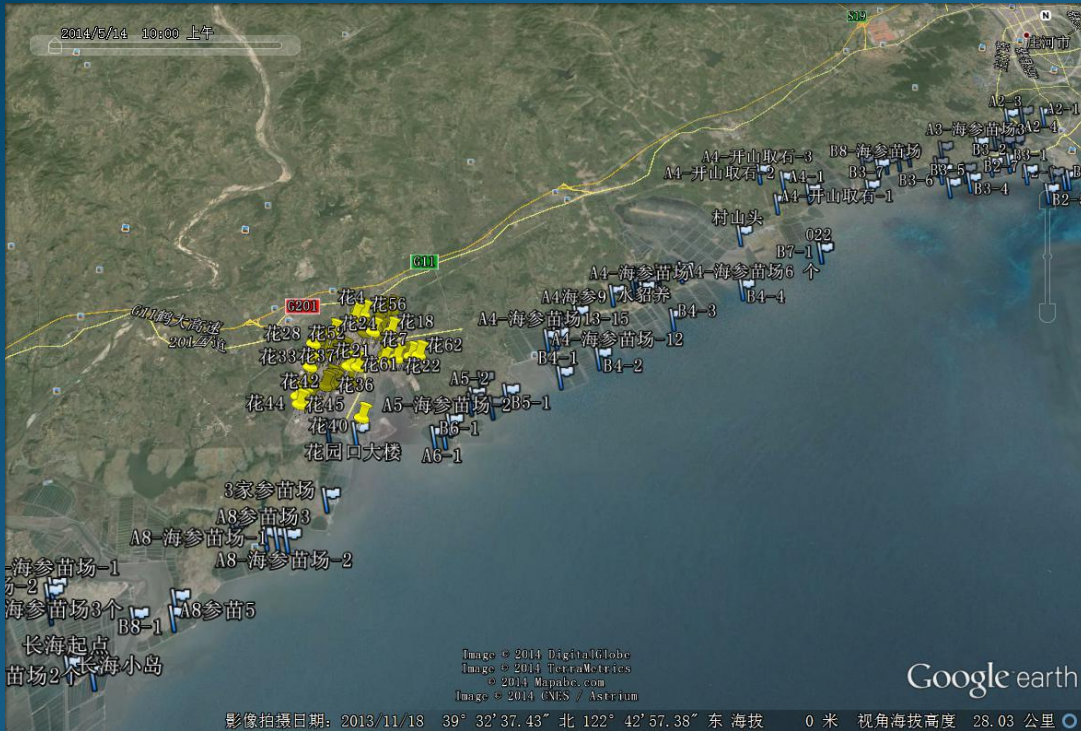 2014/5/14 10:00 上午
S19
N
庄河市
A2-3
A2-1
A3-海参苗场3
A2-4
A4-开山取石-3
B8-海参苗场
B3-2
B3-1
A4-开山取石-2
A4-1
B3-7
B3-5
B2-7
B3-6
B3-4
A4-开山取石-1
村山头
022
B7-1
G11
A4-海参苗场
A4-海参苗场6 个
G201
花4
花56
A4海参9
水貂养
B4-4
G11鹤大高速
花24
花18
A4-海参苗场13-15
B4-3
花28
花52
花7
花62
A4-海参苗场-12
花33
花37
花21
花61
花22
B4-1
B4-2
花42
花36
A5-2
花44
花45
A5-海参苗场-2
B5-1
花40
B6-1
花园口大楼
A6-1
3家参苗场
A8参苗场3
A8-海参苗场-1
A8-海参苗场-2
海参苗场-1
场-2
海参苗场3个
A8参苗5
B8-1
长海起点
苗场2个
长海小岛
Image © 2014 DigitalGlobe
Image © 2014 TerraMetrics
© 2014 Mapabc.com
Image © 2014 CNES / Astrium
Google earth
影像拍摄日期: 2013/11/18 39° 32'37.43" 北 122° 42'57.38" 东 海拔 0 米 视角海拔高度 28.03 公里